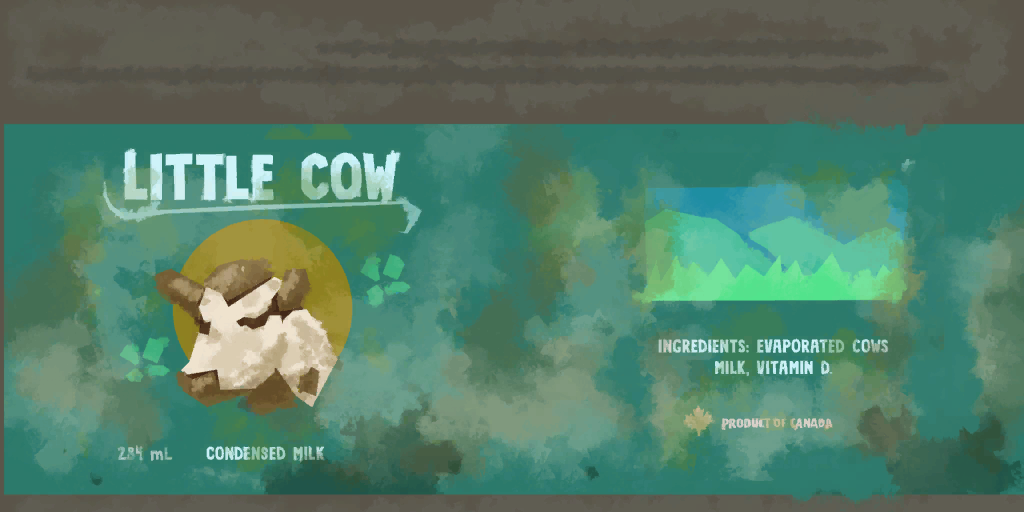 LITTLE COW
284 mL CONDENSED MILK
INGREDIENTS: EVAPORATED COWS
MILK, VITAMIN D.
PRODUCT OF CANADA